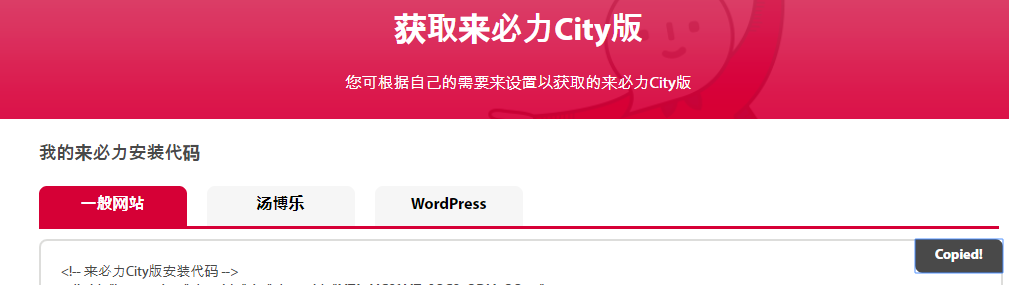 获取来必力City版
您可根据自己的需要来设置以获取的来必力City版
我的来必力安装代码
一般网站 汤博乐 WordPress
Copied!
<!-- 来必力City版安装代码 -->